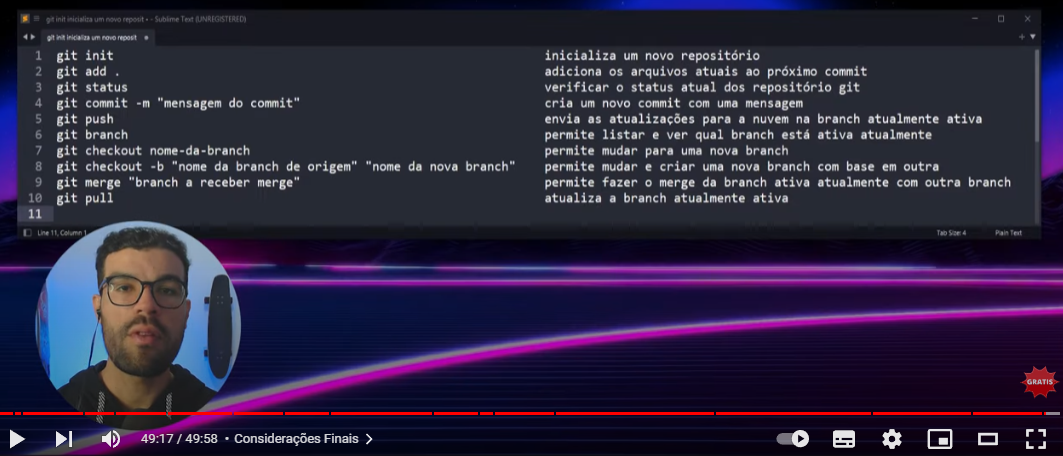 git init inicializa um novo reposit • - Sublime Text (UNREGISTERED)
git init inicializa um novo reposit
1 git init inicializa um novo repositório
2 git add . adiciona os arquivos atuais ao próximo commit
3 git status verificar o status atual dos repositório git
4 git commit -m "mensagem do commit" cria um novo commit com uma mensagem
5 git push envia as atualizações para a nuvem na branch atualmente ativa
6 git branch permite listar e ver qual branch está ativa atualmente
7 git checkout nome-da-branch permite mudar para uma nova branch
8 git checkout -b "nome da branch de origem" "nome da nova branch" permite mudar e criar uma nova branch com base em outra
9 git merge "branch a receber merge" permite fazer o merge da branch ativa atualmente com outra branch
10 git pull atualiza a branch atualmente ativa
11
Line 11, Column 1 Tab Size: 4 Plain Text
GRATIS
49:17 / 49:58 • Considerações Finais